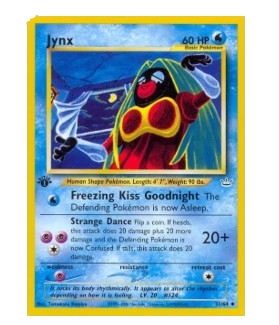 Jynx 60 HP
Basic Pokémon
Human Shape Pokémon. Length: 4' 7", Weight: 90 lbs.
Freezing Kiss Goodnight The
Defending Pokémon is now Asleep.
Strange Dance Flip a coin. If heads,
this attack does 20 damage plus 20 more
damage and the Defending Pokémon is
now Confused. If tails, this attack does 20
damage.
20+
weakness resistance retreat cost
It rocks its body rhythmically. It appears to alter the rhythm
depending on how it is feeling. LV. 20 #124